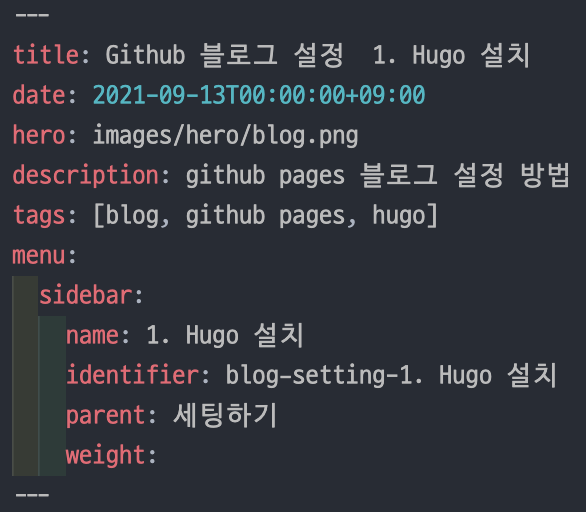 ---
title: Github 블로그 설정  1. Hugo 설치
date: 2021-09-13T00:00:00+09:00
hero: images/hero/blog.png
description: github pages 블로그 설정 방법
tags: [blog, github pages, hugo]
menu:
  sidebar:
    name: 1. Hugo 설치
    identifier: blog-setting-1. Hugo 설치
    parent: 세팅하기
    weight:
---